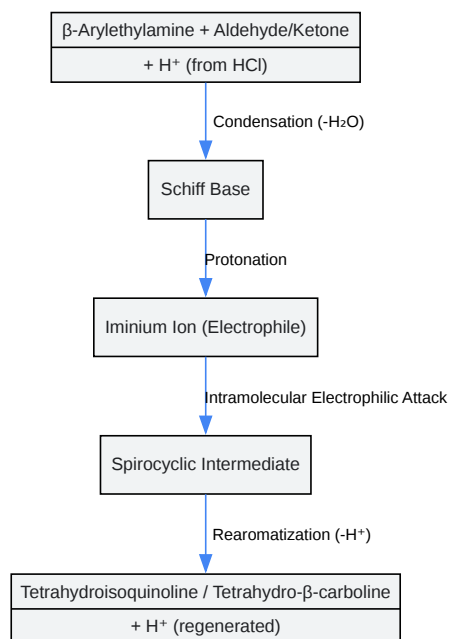 β-Arylethylamine + Aldehyde/Ketone
+ H⁺ (from HCl)
Condensation (-H₂O)
Schiff Base
Protonation
Iminium Ion (Electrophile)
Intramolecular Electrophilic Attack
Spirocyclic Intermediate
Rearomatization (-H⁺)
Tetrahydroisoquinoline / Tetrahydro-β-carboline
+ H⁺ (regenerated)